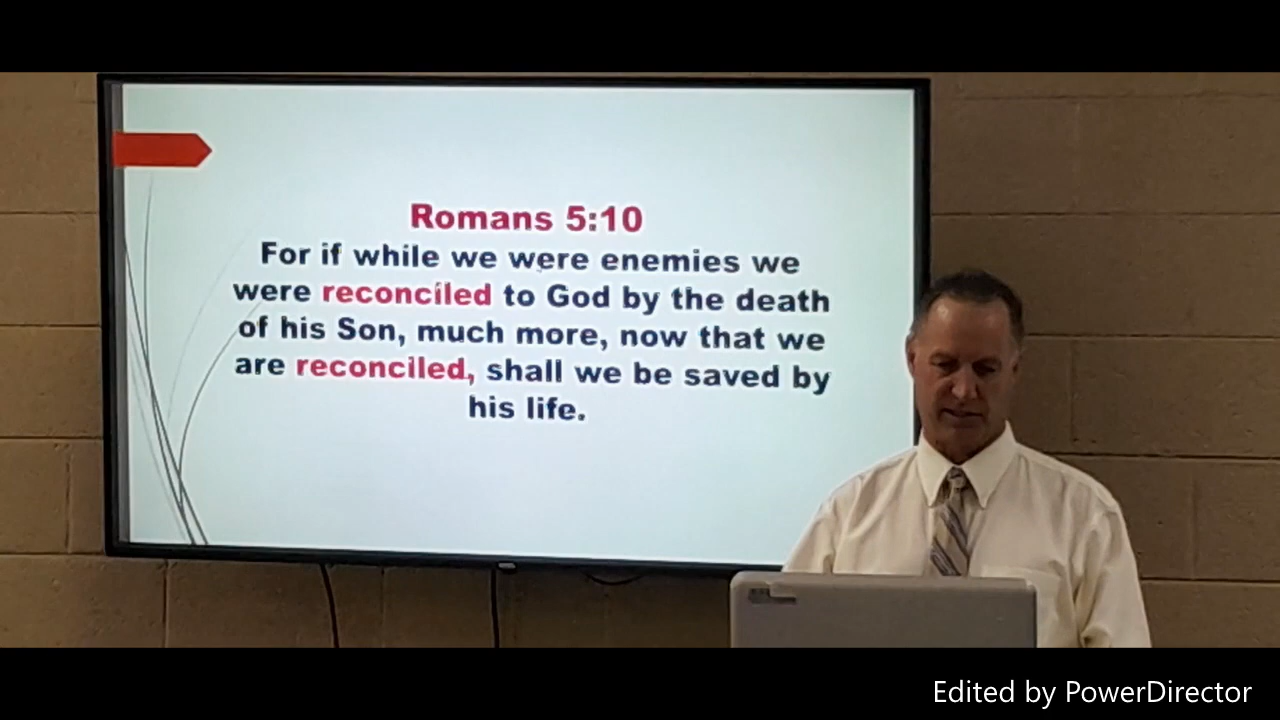 Romans 5:10
For if while we were enemies we
were reconciled to God by the death
of his Son, much more, now that we
are reconciled, shall we be saved by
his life.
Edited by PowerDirector